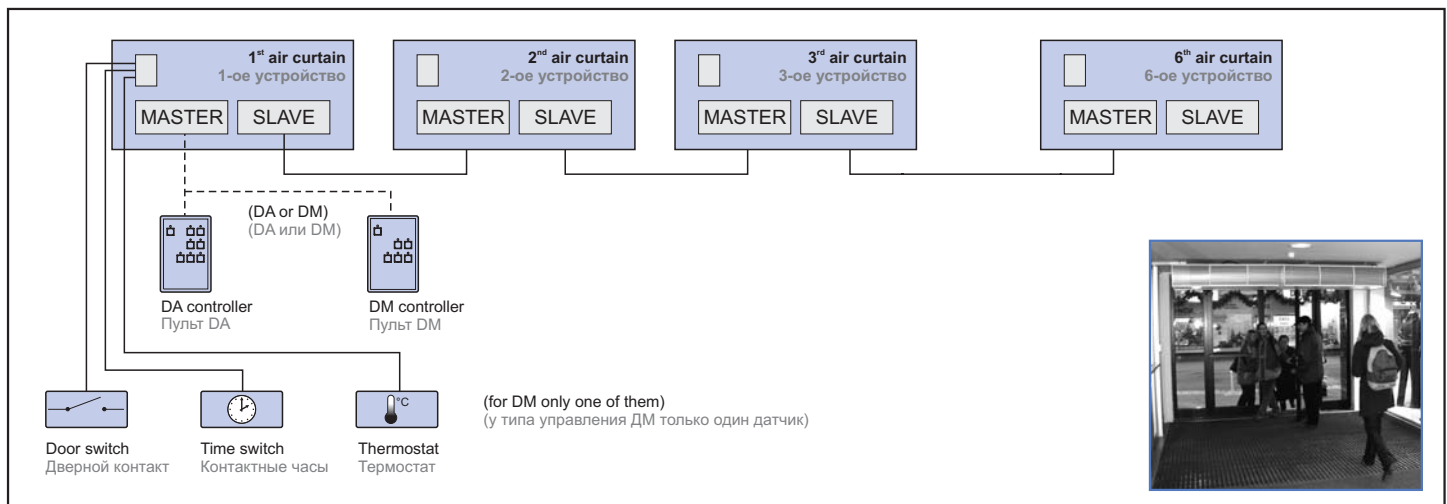 1st air curtain
1-ое устройство
MASTER SLAVE
2nd air curtain
2-ое устройство
MASTER SLAVE
3rd air curtain
3-ое устройство
MASTER SLAVE
6th air curtain
6-ое устройство
MASTER SLAVE
(DA or DM)
(DA или DM)
DA controller
Пульт DA
DM controller
Пульт DM
°C
Door switch
Дверной контакт
Time switch
Контактные часы
Thermostat
Термостат
(for DM only one of them)
(у типа управления ДМ только один датчик)